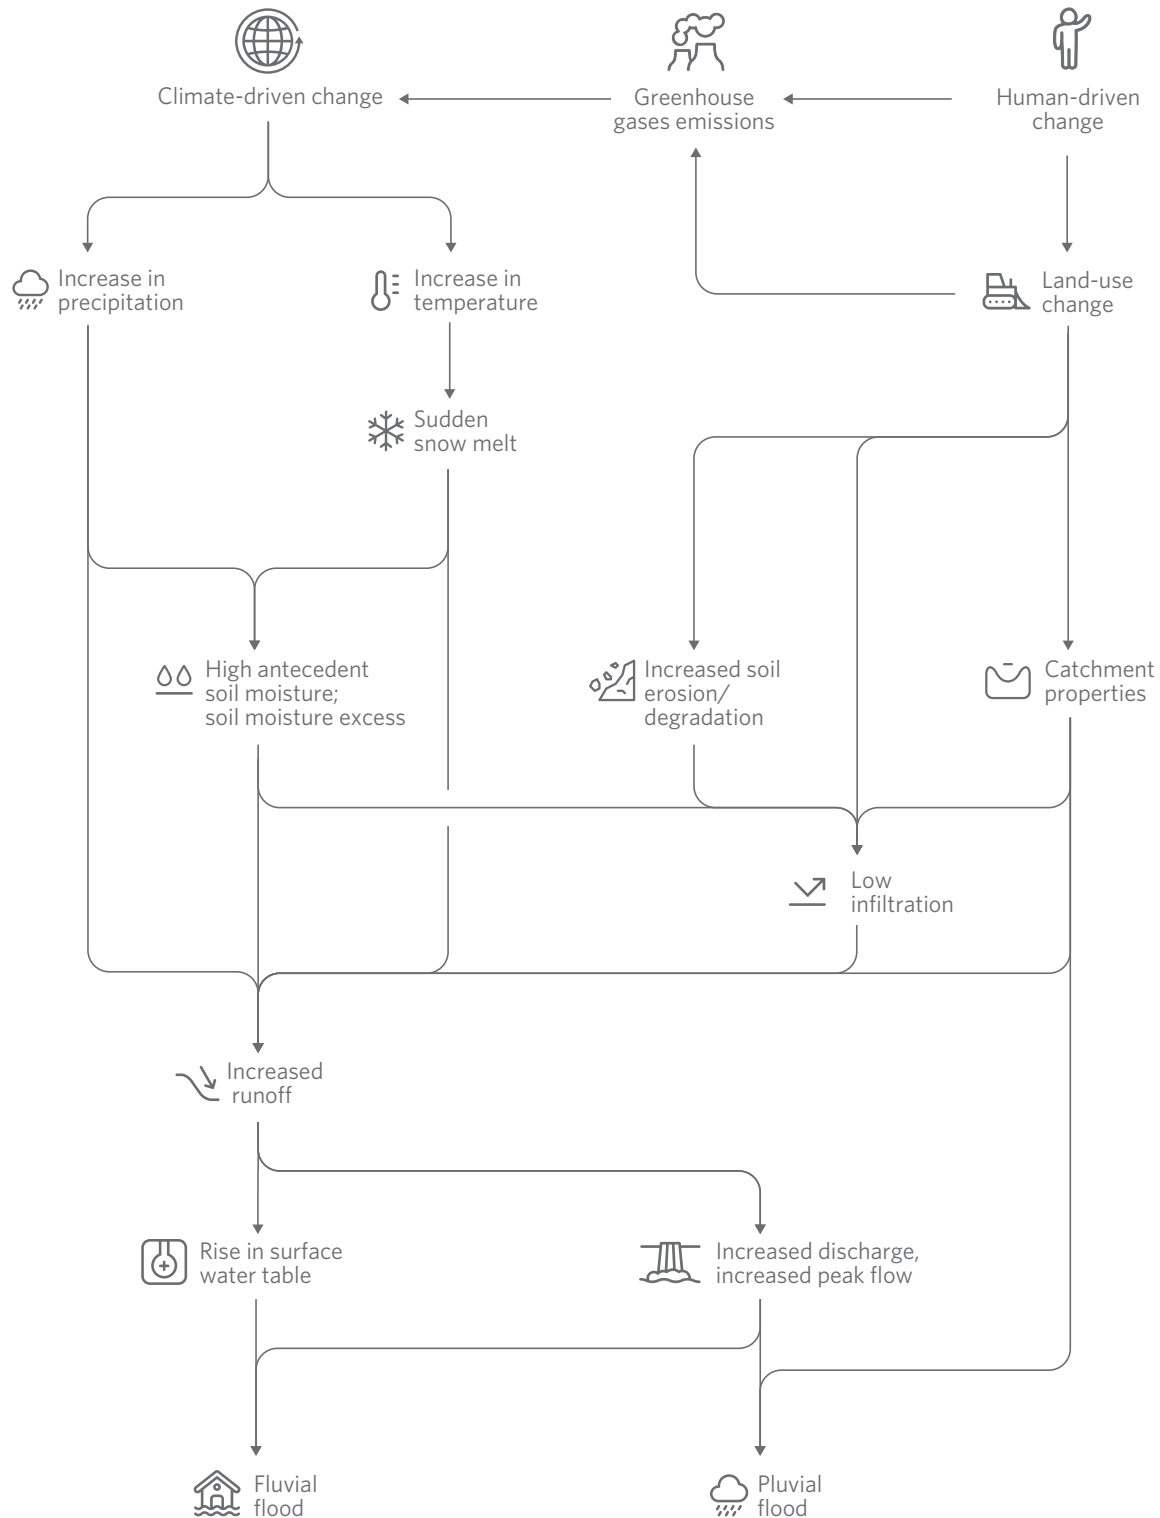 Climate-driven change
Greenhouse
gases emissions
Human-driven
change
Increase in
precipitation
Increase in
temperature
Land-use
change
Sudden
snow melt
High antecedent
soil moisture;
soil moisture excess
Increased soil
erosion/
degradation
Catchment
properties
Low
infiltration
Increased
runoff
Rise in surface
water table
Increased discharge,
increased peak flow
Fluvial
flood
Pluvial
flood